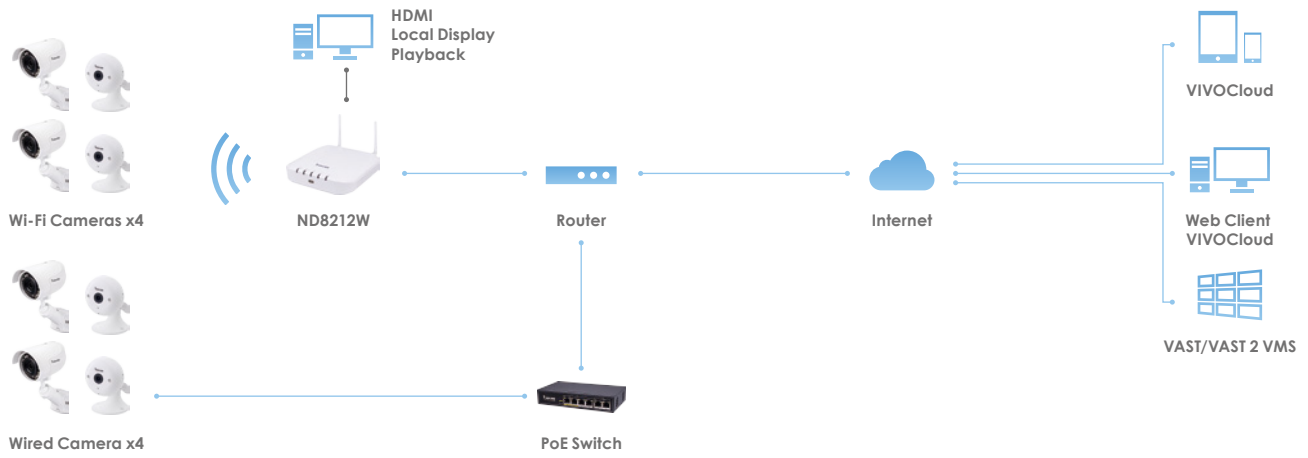 HDMI
Local Display
Playback
VIVOCloud
Wi-Fi Cameras x4
ND8212W
Router
Internet
Web Client
VIVOCloud
VAST/VAST 2 VMS
Wired Camera x4
PoE Switch